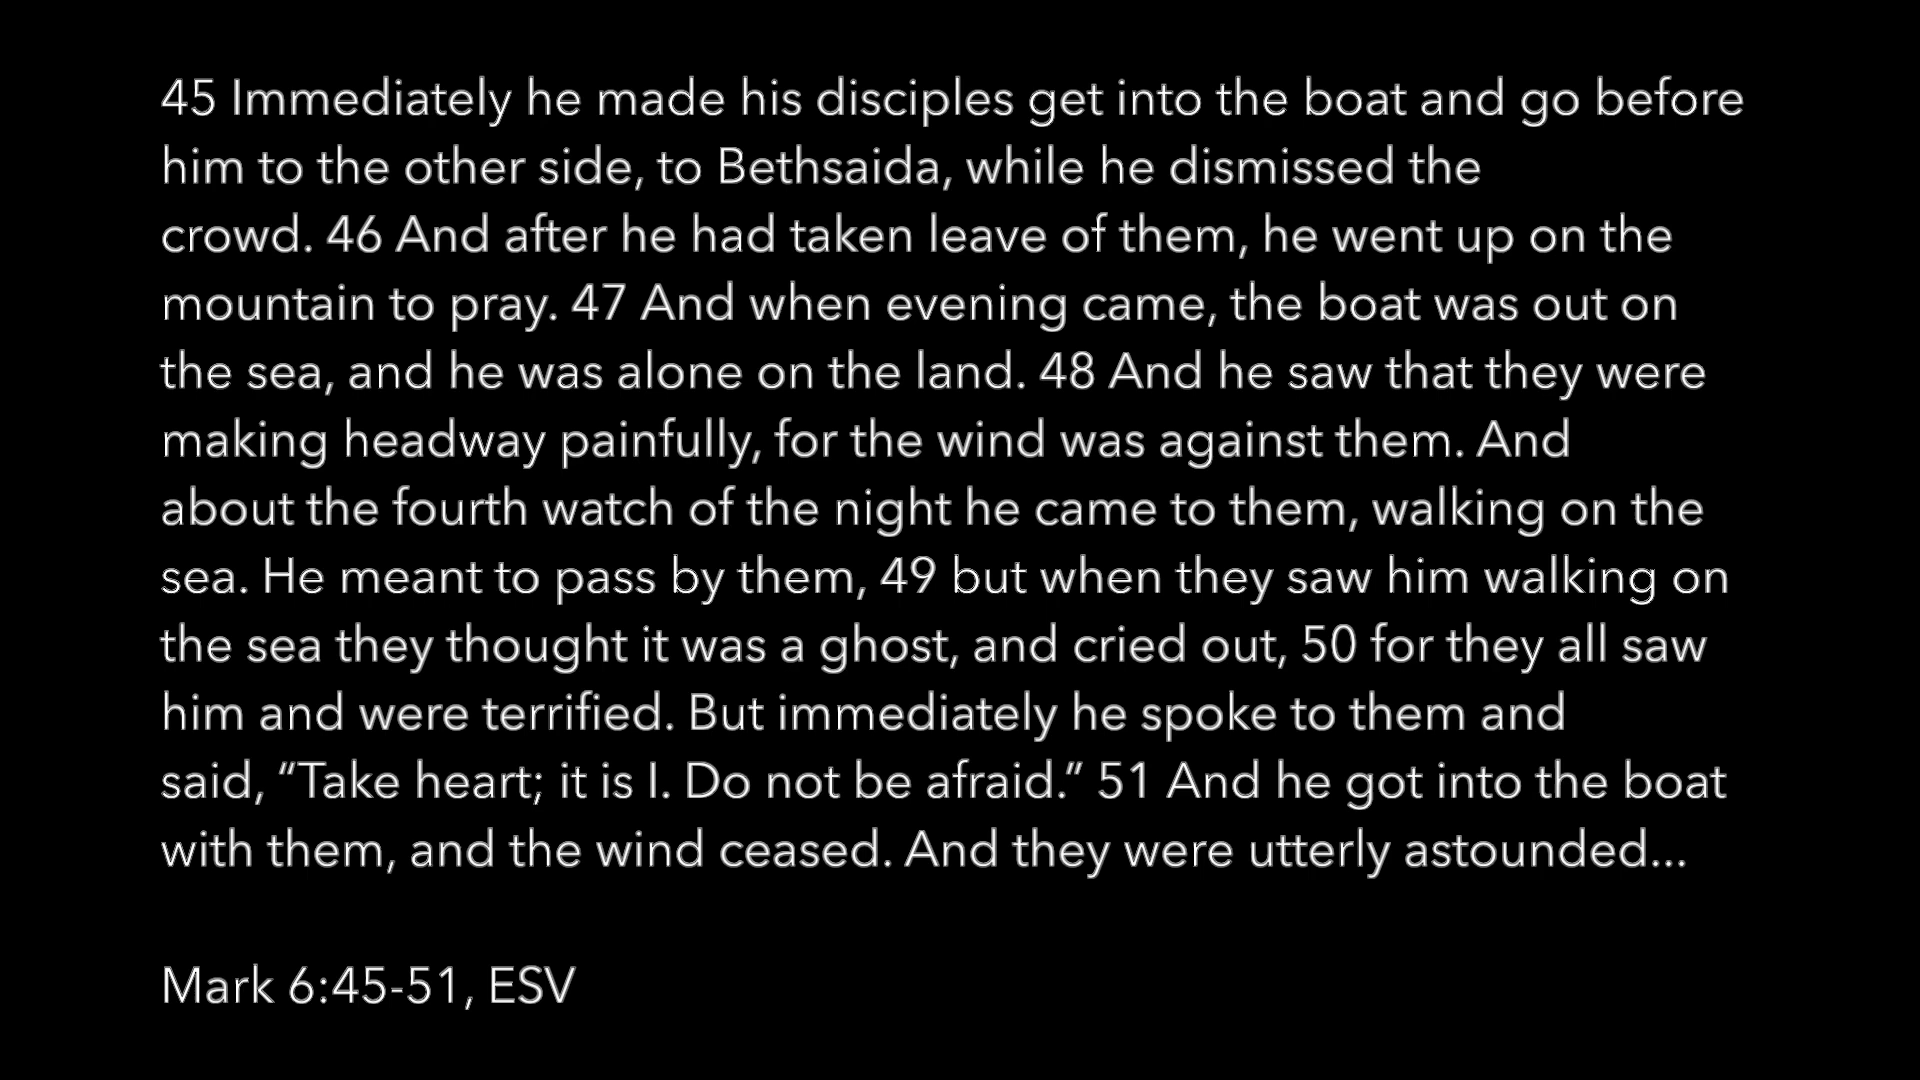 45 Immediately he made his disciples get into the boat and go before
him to the other side, to Bethsaida, while he dismissed the
crowd. 46 And after he had taken leave of them, he went up on the
mountain to pray. 47 And when evening came, the boat was out on
the sea, and he was alone on the land. 48 And he saw that they were
making headway painfully, for the wind was against them. And
about the fourth watch of the night he came to them, walking on the
sea. He meant to pass by them, 49 but when they saw him walking on
the sea they thought it was a ghost, and cried out, 50 for they all saw
him and were terrified. But immediately he spoke to them and
said, “Take heart; it is I. Do not be afraid.” 51 And he got into the boat
with them, and the wind ceased. And they were utterly astounded...
Mark 6:45-51, ESV